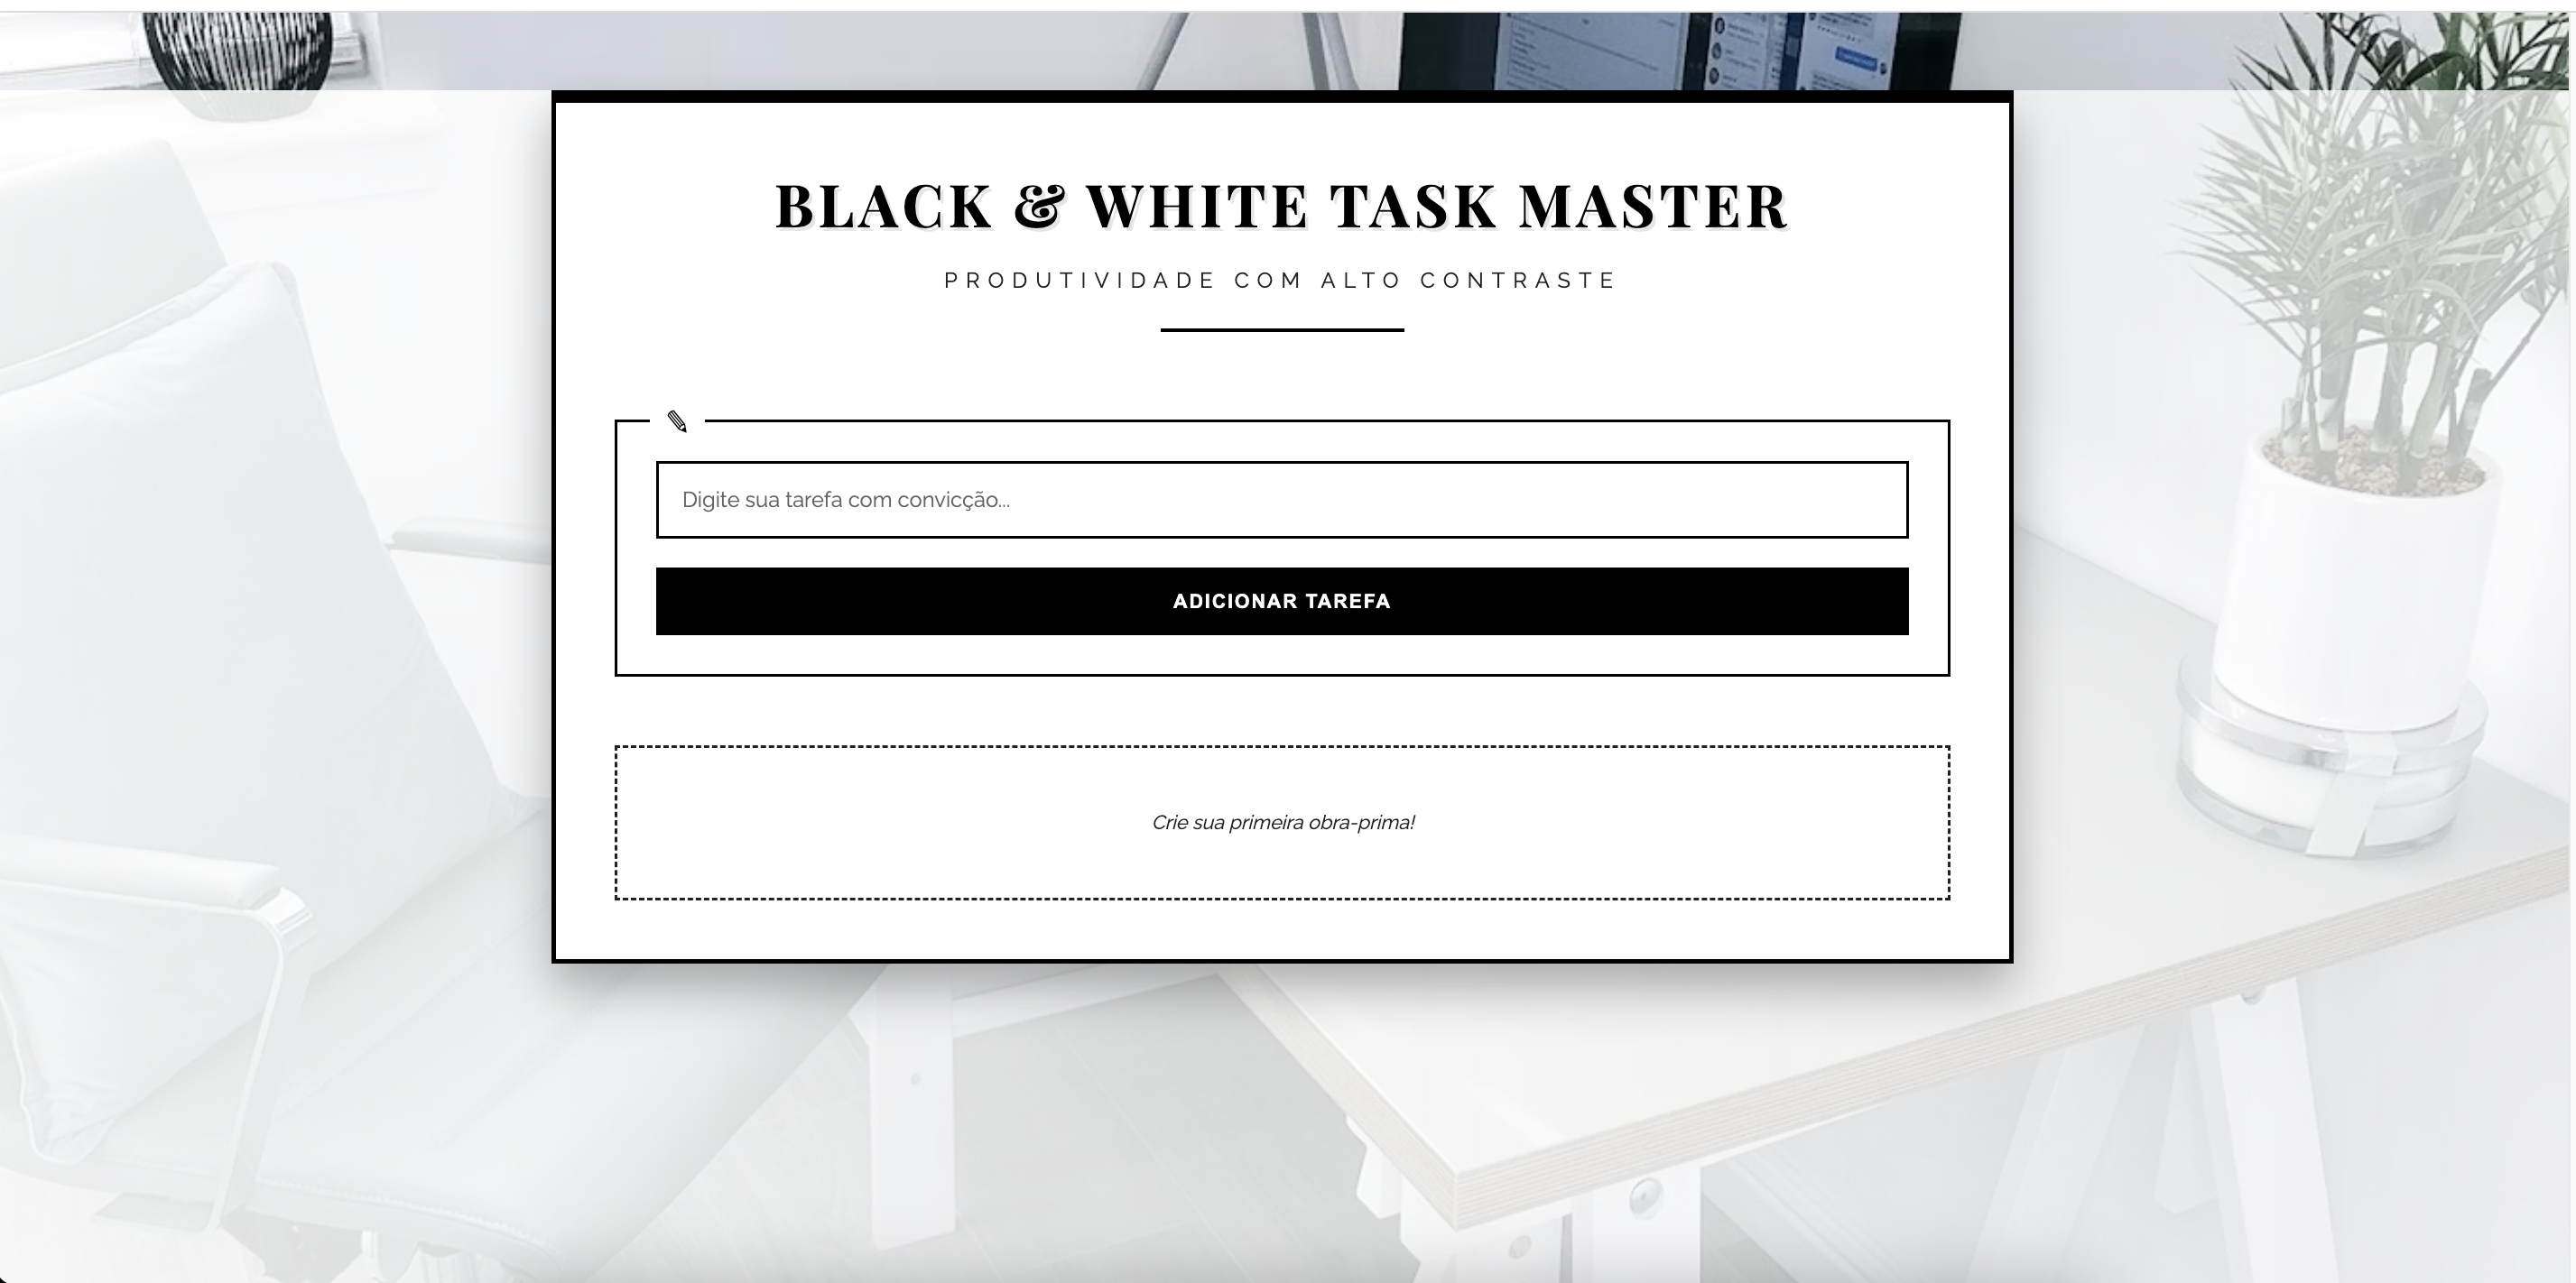 BLACK & WHITE TASK MASTER
PRODUTIVIDADE COM ALTO CONTRASTE
Digite sua tarefa com convicção...
ADICIONAR TAREFA
Crie sua primeira obra-prima!